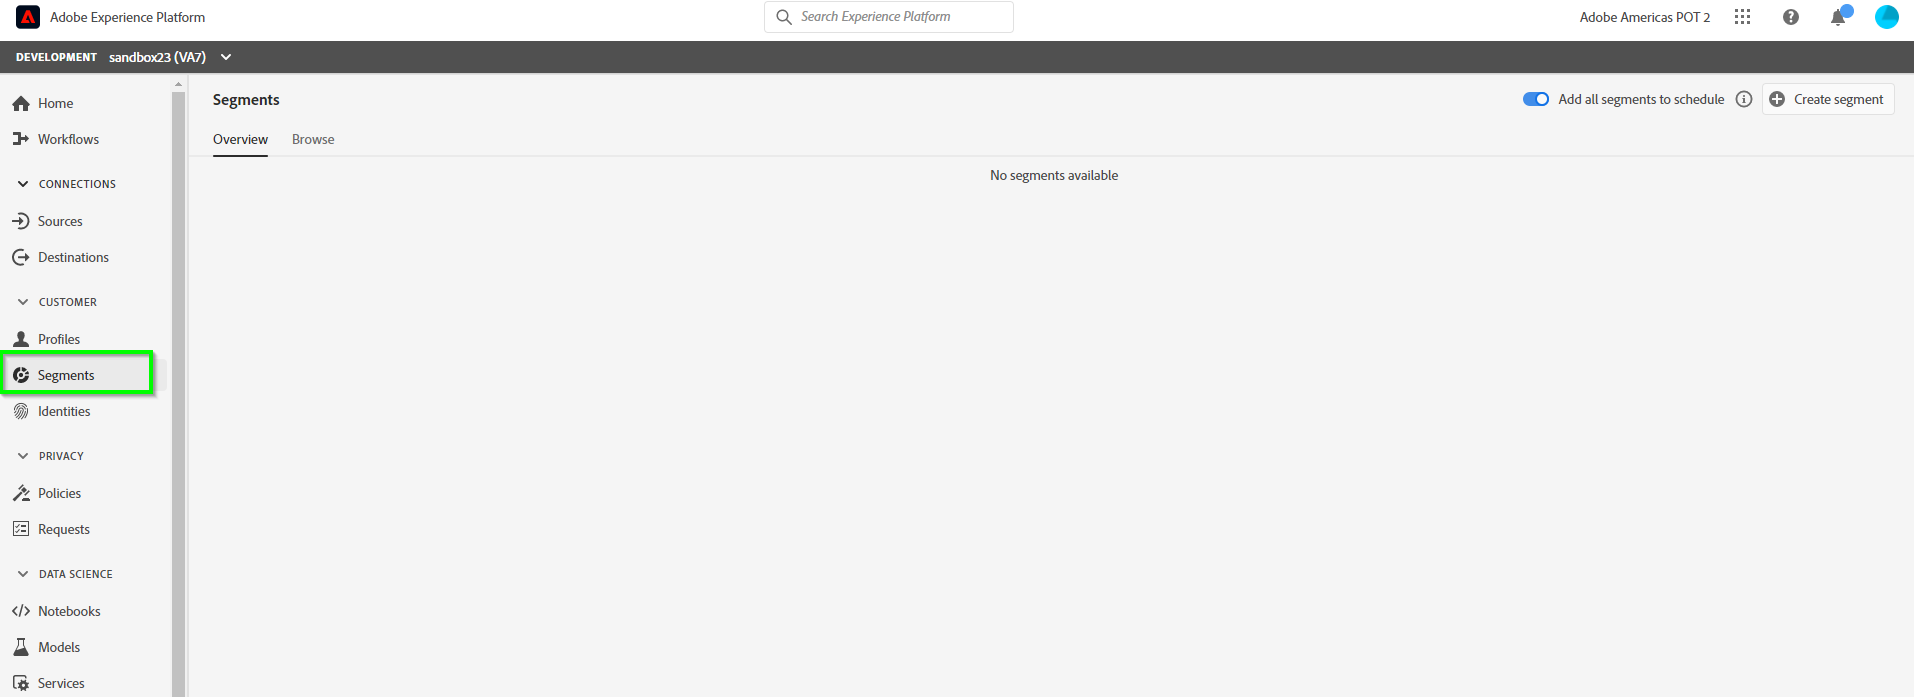 Adobe Experience Platform
Search Experience Platform
Adobe Americas POT 2
DEVELOPMENT sandbox23 (VA7)
Home
Workflows
CONNECTIONS
Sources
Destinations
CUSTOMER
Profiles
Segments
Identities
PRIVACY
Policies
Requests
DATA SCIENCE
Notebooks
Models
Services
Segments
Add all segments to schedule
Create segment
Overview
Browse
No segments available